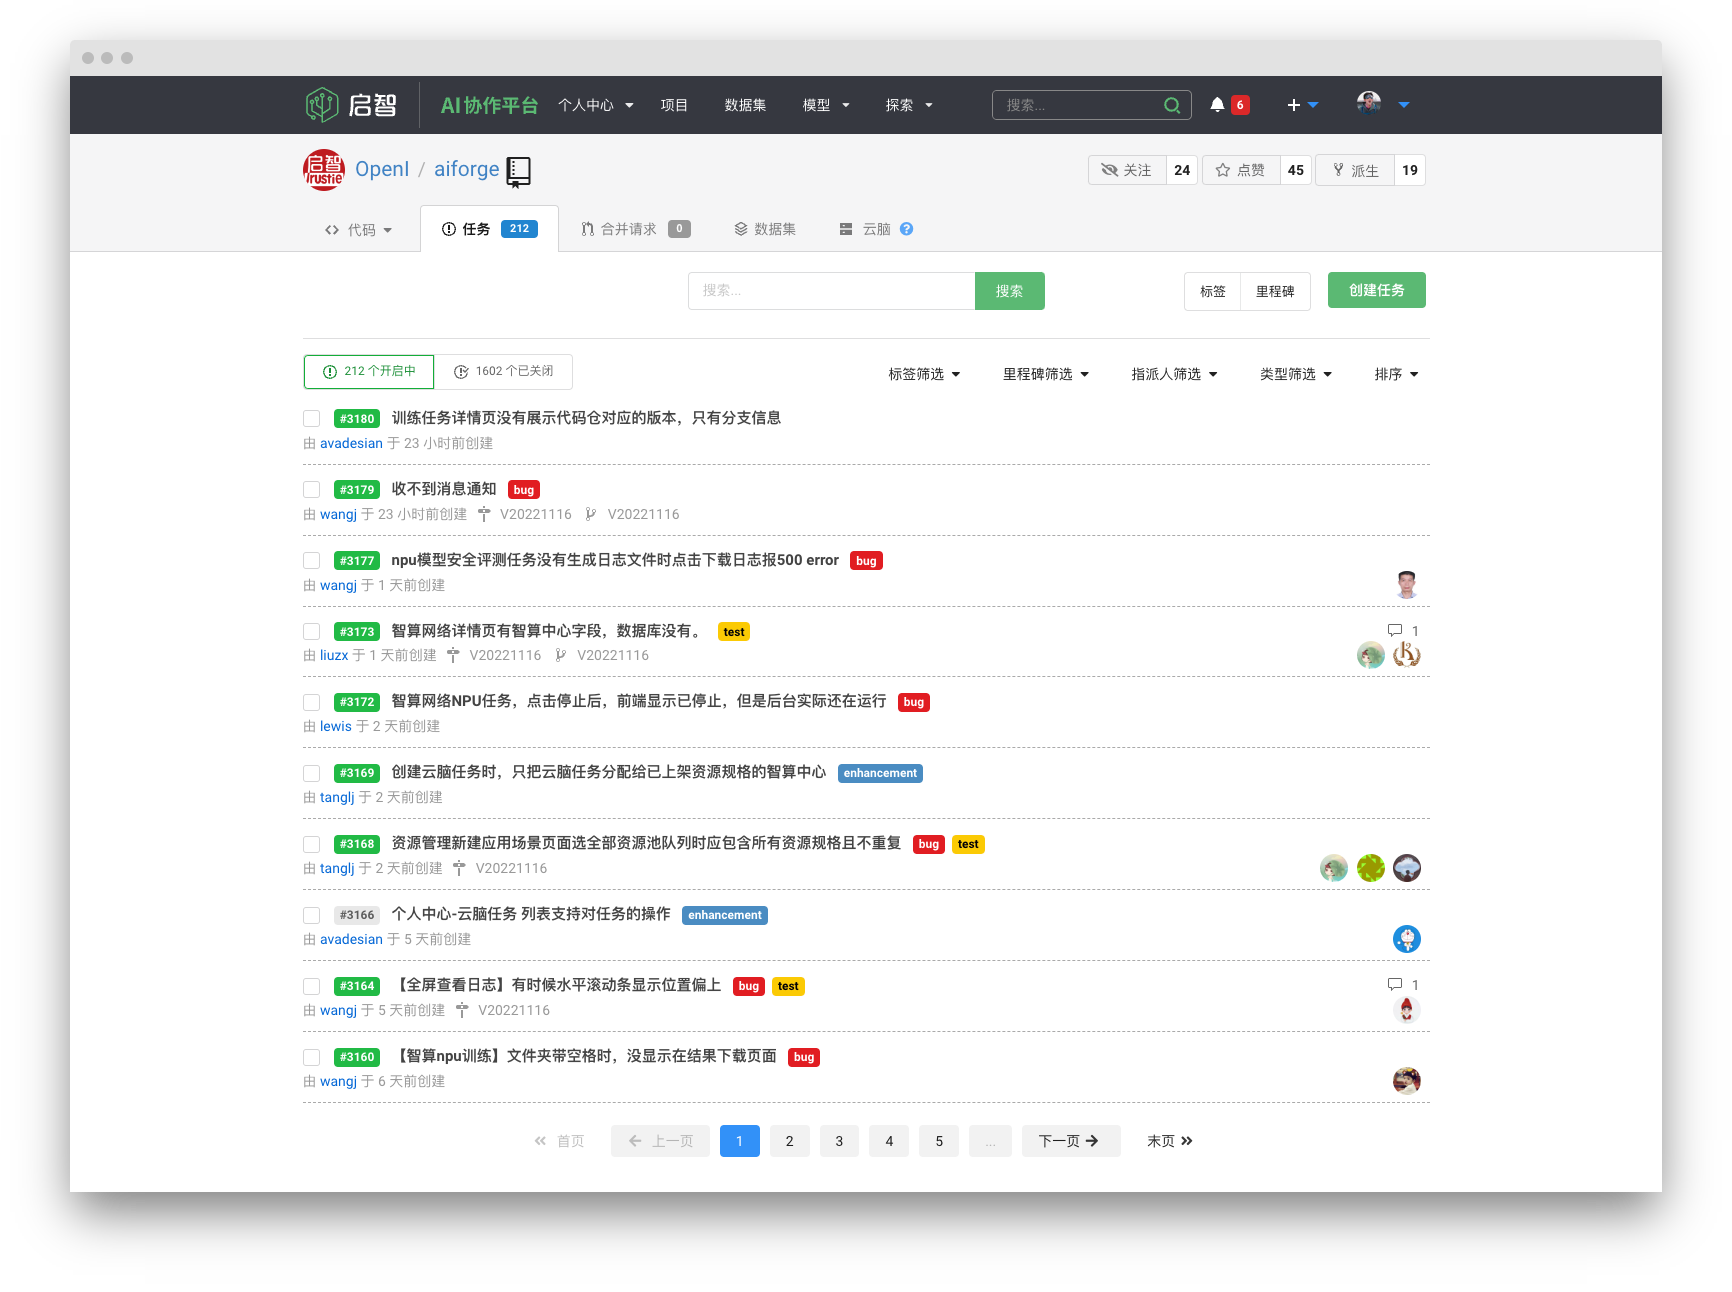 启智 AI协作平台 个人中心 项目 数据集 模型 探索 搜索... 6
启智 Trustie OpenI / aiforge 关注 24 点赞 45 派生 19
代码 任务 212 合并请求 0 数据集 云脑 ?
搜索... 搜索 标签 里程碑 创建任务
212 个开启中 1602 个已关闭 标签筛选 里程碑筛选 指派人筛选 类型筛选 排序
#3180 训练任务详情页没有展示代码仓对应的版本，只有分支信息
由 avadesian 于 23 小时前创建
#3179 收不到消息通知 bug
由 wangj 于 23 小时前创建 V20221116 V20221116
#3177 npu模型安全评测任务没有生成日志文件时点击下载日志报500 error bug
由 wangj 于 1 天前创建
#3173 智算网络详情页有智算中心字段，数据库没有。 test 1
由 liuzx 于 1 天前创建 V20221116 V20221116
#3172 智算网络NPU任务，点击停止后，前端显示已停止，但是后台实际还在运行 bug
由 lewis 于 2 天前创建
#3169 创建云脑任务时，只把云脑任务分配给已上架资源规格的智算中心 enhancement
由 tanglj 于 2 天前创建
#3168 资源管理新建应用场景页面选全部资源池队列时应包含所有资源规格且不重复 bug test
由 tanglj 于 2 天前创建 V20221116
#3166 个人中心-云脑任务 列表支持对任务的操作 enhancement
由 avadesian 于 5 天前创建
#3164 【全屏查看日志】有时候水平滚动条显示位置偏上 bug test 1
由 wangj 于 5 天前创建 V20221116
#3160 【智算npu训练】文件夹带空格时，没显示在结果下载页面 bug
由 wangj 于 6 天前创建
首页 上一页 1 2 3 4 5 ... 下一页 末页